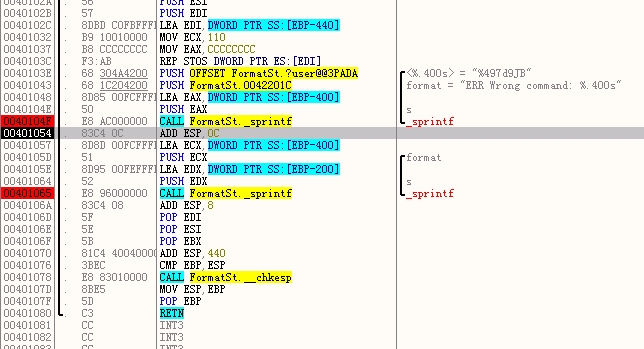 0040102A . 56 PUSH ESI
0040102B . 57 PUSH EDI
0040102C . 8DBD C0FBFFFF LEA EDI,DWORD PTR SS:[EBP-440]
00401032 . B9 10010000 MOV ECX,110
00401037 . B8 CCCCCCCC MOV EAX,CCCCCCCC
0040103C . F3:AB REP STOS DWORD PTR ES:[EDI]
0040103E . 68 304A4200 PUSH OFFSET FormatSt.?user@@3PADA <%.400s> = "%497d9JB"
00401043 . 68 1C204200 PUSH FormatSt.0042201C format = "ERR Wrong command: %.400s"
00401048 . 8D85 00FCFFFF LEA EAX,DWORD PTR SS:[EBP-400]
0040104E . 50 PUSH EAX s
0040104F . E8 AC000000 CALL FormatSt._sprintf _sprintf
00401054 . 83C4 0C ADD ESP,0C
00401057 . 8D8D 00FCFFFF LEA ECX,DWORD PTR SS:[EBP-400]
0040105D . 51 PUSH ECX format
0040105E . 8D95 00FEFFFF LEA EDX,DWORD PTR SS:[EBP-200]
00401064 . 52 PUSH EDX s
00401065 . E8 96000000 CALL FormatSt._sprintf _sprintf
0040106A . 83C4 08 ADD ESP,8
0040106D . 5F POP EDI
0040106E . 5E POP ESI
0040106F . 5B POP EBX
00401070 . 81C4 40040000 ADD ESP,440
00401076 . 3BEC CMP EBP,ESP
00401078 . E8 83010000 CALL FormatSt.__chkesp
0040107D . 8BE5 MOV ESP,EBP
0040107F . 5D POP EBP
00401080 . C3 RETN
00401081 CC INT3
00401082 CC INT3
00401083 CC INT3